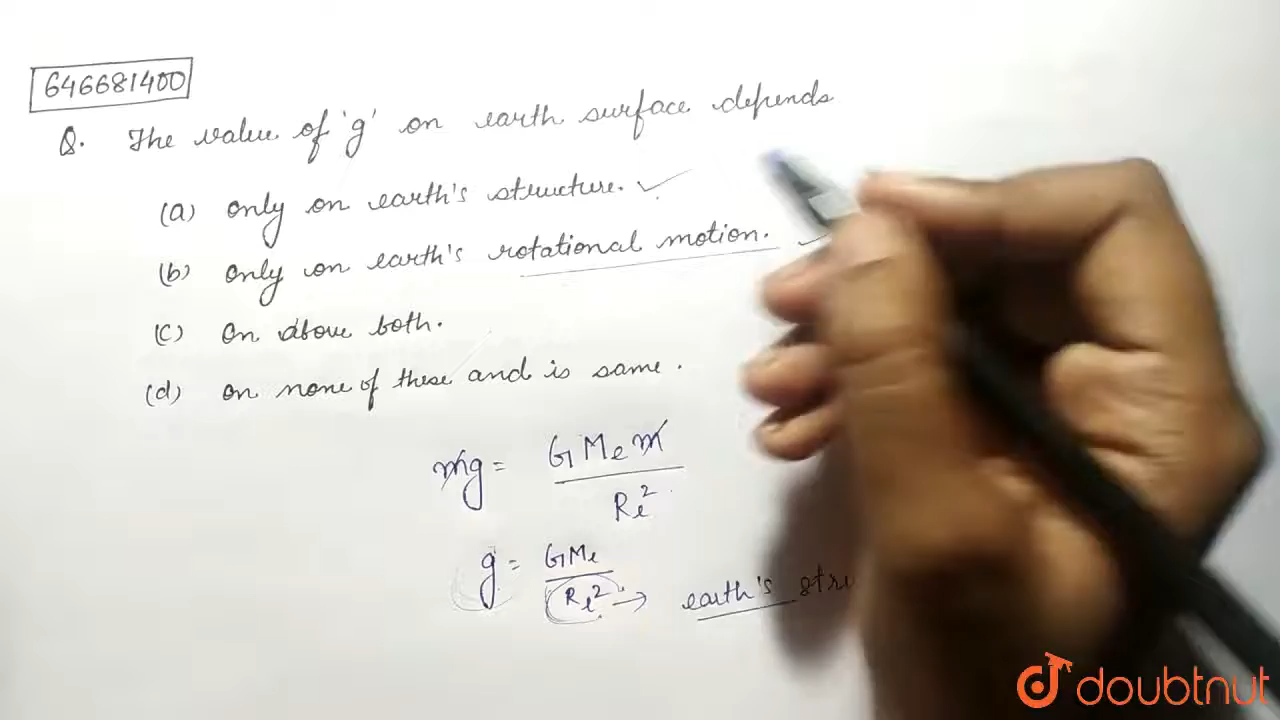 646681400
Q. The value of 'g' on earth surface depends
(a) only on earth's structure. ✓
(b) only on earth's rotational motion. ✓
(c) On above both.
(d) on none of these and is same.
mg = GMem / Re²
g = GMe / Re² → earth's stru
doubtnut